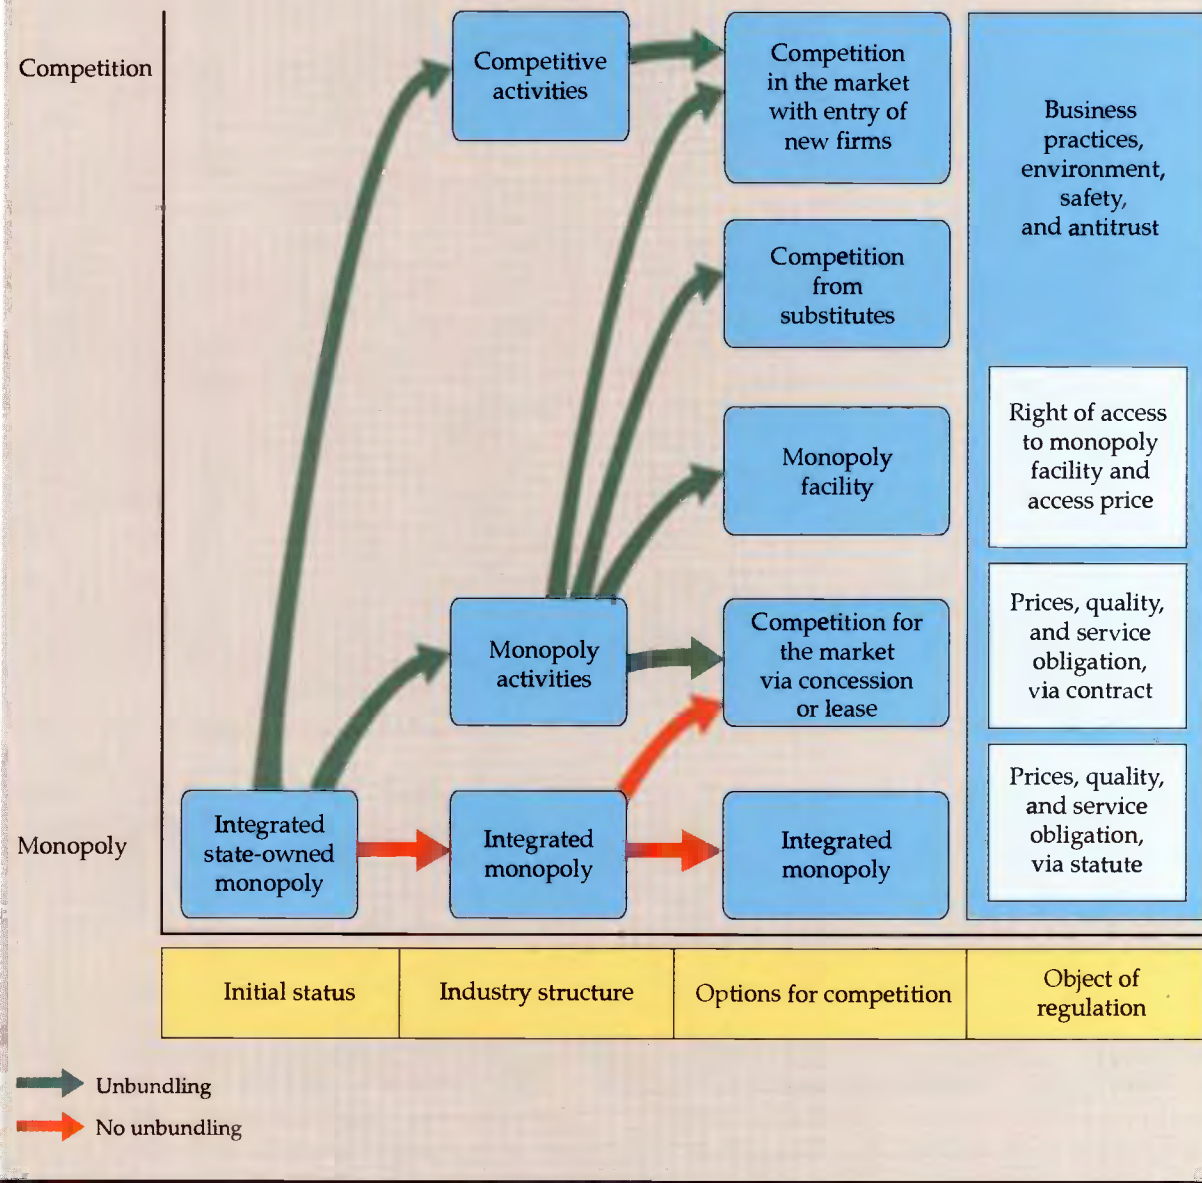 Competition
Competitive
activities
Competition
in the market
with entry of
new firms
Business
practices,
environment,
safety,
and antitrust
Competition
from
substitutes
Right of access
to monopoly
facility and
access price
Monopoly
facility
Monopoly
activities
Competition for
the market
via concession
or lease
Prices, quality,
and service
obligation,
via contract
Monopoly
Integrated
state-owned
monopoly
Integrated
monopoly
Integrated
monopoly
Prices, quality,
and service
obligation,
via statute
Initial status
Industry structure
Options for competition
Object of
regulation
Unbundling
No unbundling